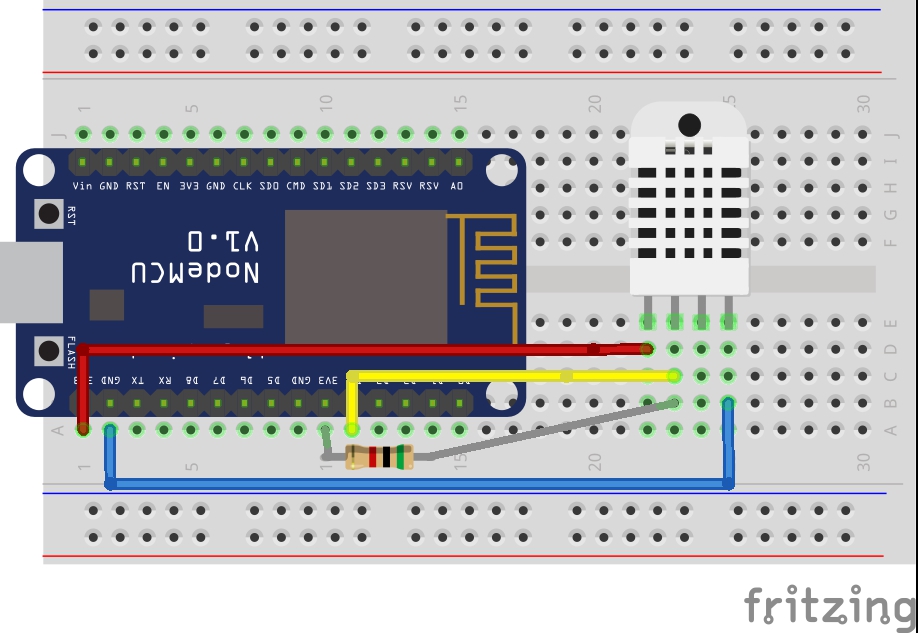 1 5 10 15 20 30
J J
I
H
G
F
Vin GND RST EN 3V3 GND CLK SD0 CMD SD1 SD2 SD3 RSV RSV A0
RST
V1.0
NodeMCU
FLASH
GND TX RX D8 D7 D6 D5 GND 3V3
E
D
C
B
A A
1 5 10 15 20 30
fritzing